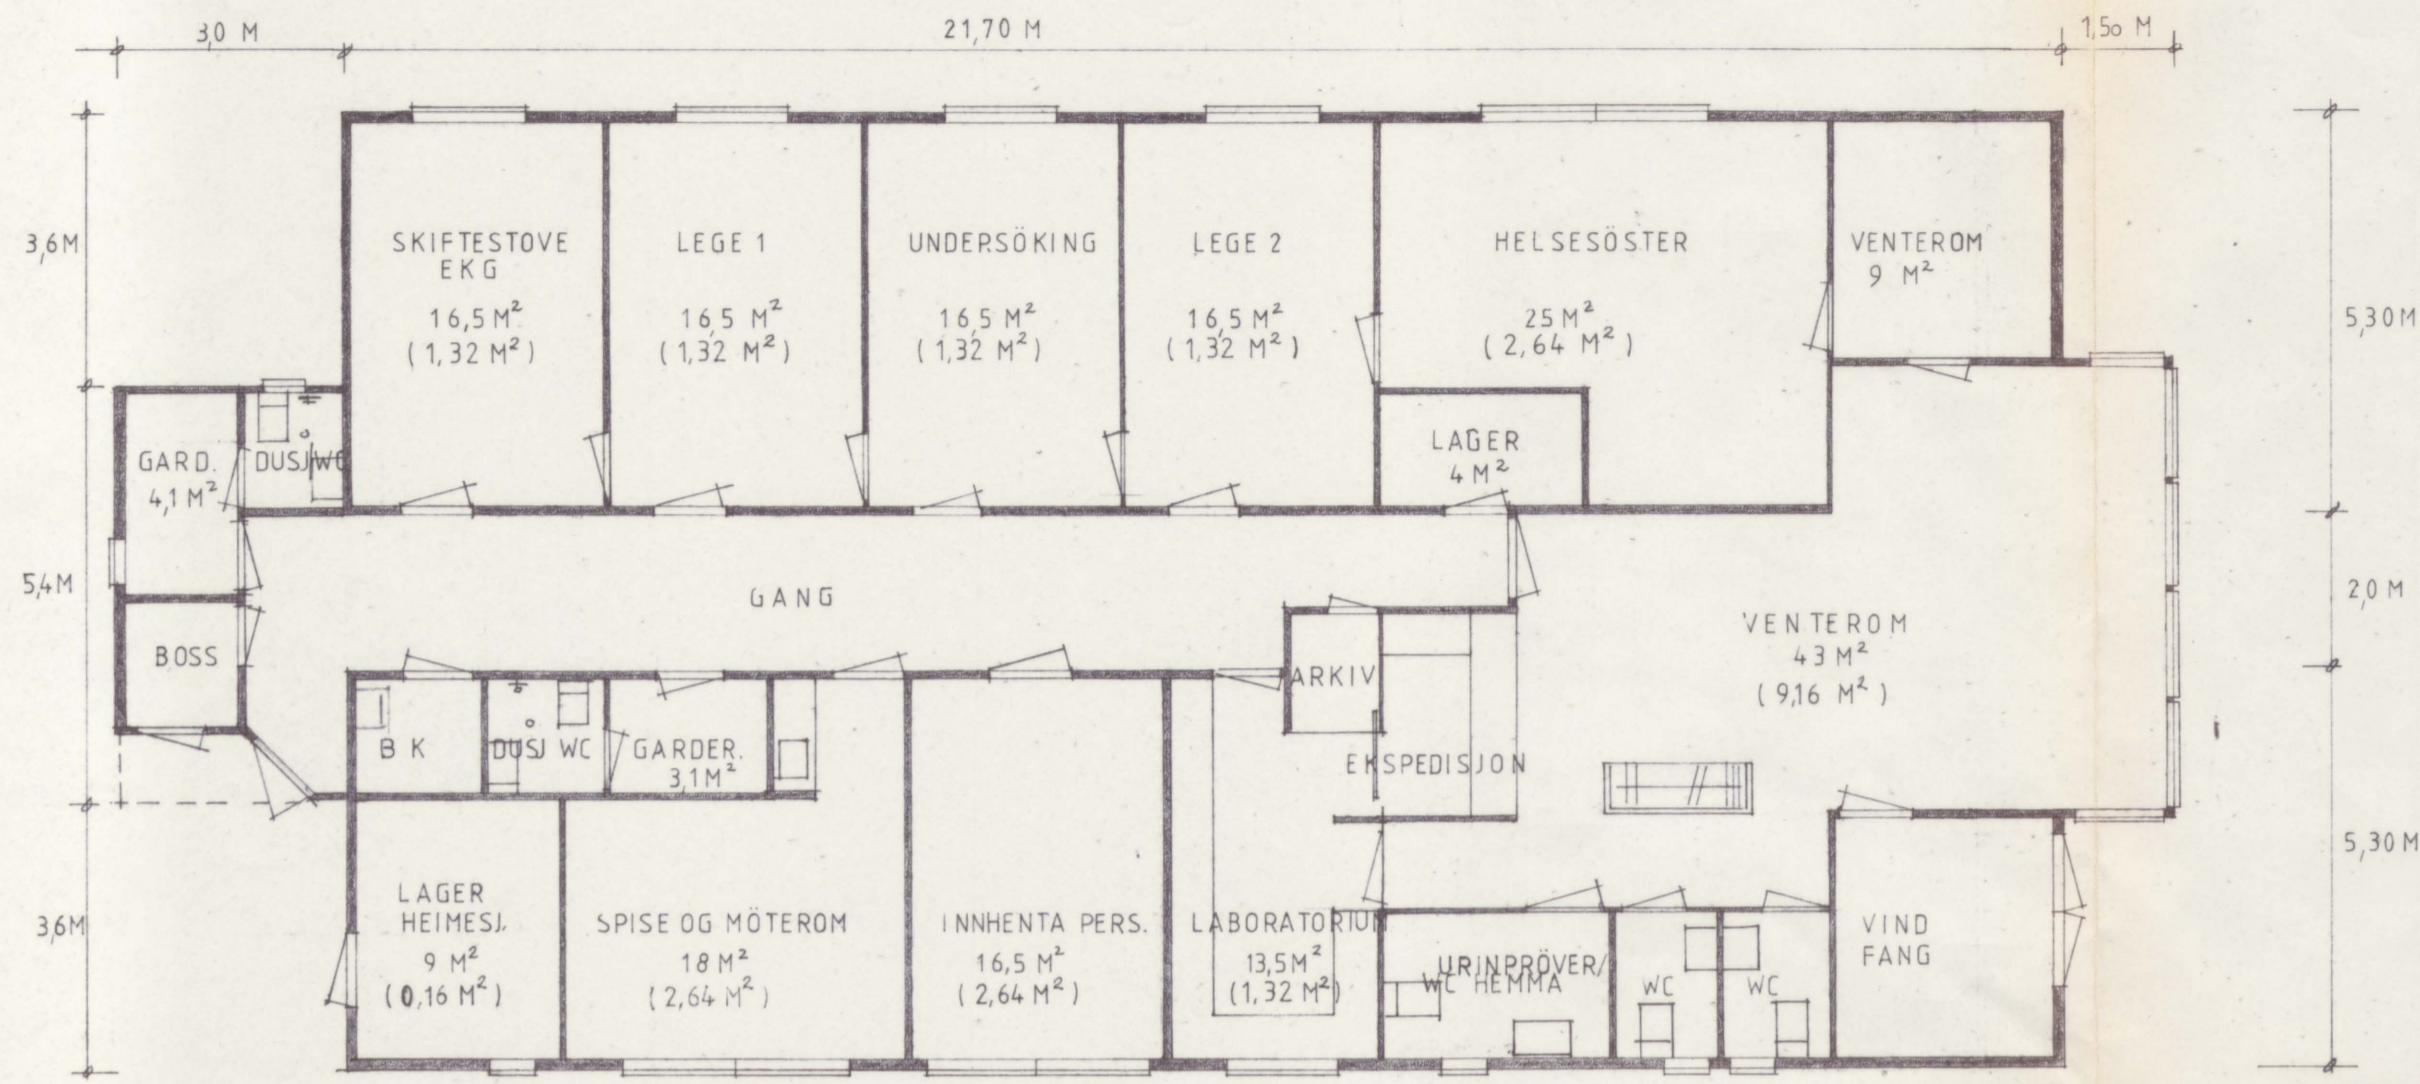 3,0 M
21,70 M
1,50 M
3,6M
5,4M
3,6M
5,30M
2,0 M
5,30M
SKIFTESTOVE
EKG
16,5 M²
(1,32 M²)
LEGE 1
16,5 M²
(1,32 M²)
UNDERSÖKING
16,5 M²
(1,32 M²)
LEGE 2
16,5 M²
(1,32 M²)
HELSESÖSTER
25 M²
(2,64 M²)
VENTEROM
9 M²
LAGER
4 M²
GARD.
4,1 M²
DUSJ WC
BOSS
GANG
ARKIV
EKSPEDISJON
VENTEROM
43 M²
(9,16 M²)
B K
DUSJ WC
GARDER.
3,1 M²
LAGER
HEIMESJ.
9 M²
(0,16 M²)
SPISE OG MÖTEROM
18 M²
(2,64 M²)
INNHENTA PERS.
16,5 M²
(2,64 M²)
LABORATORIUM
13,5 M²
(1,32 M²)
URINPRÖVER/
WC HEMMA
WC
WC
VIND
FANG